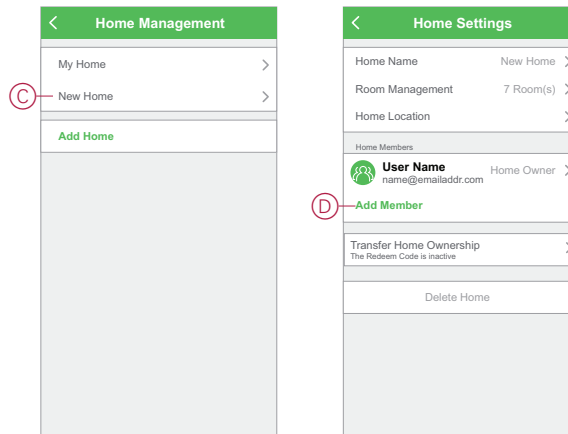 Home Management
My Home
C
New Home
Add Home
Home Settings
Home Name New Home
Room Management 7 Room(s)
Home Location
Home Members
User Name
name@emailaddr.com
Home Owner
D
Add Member
Transfer Home Ownership
The Redeem Code is inactive
Delete Home